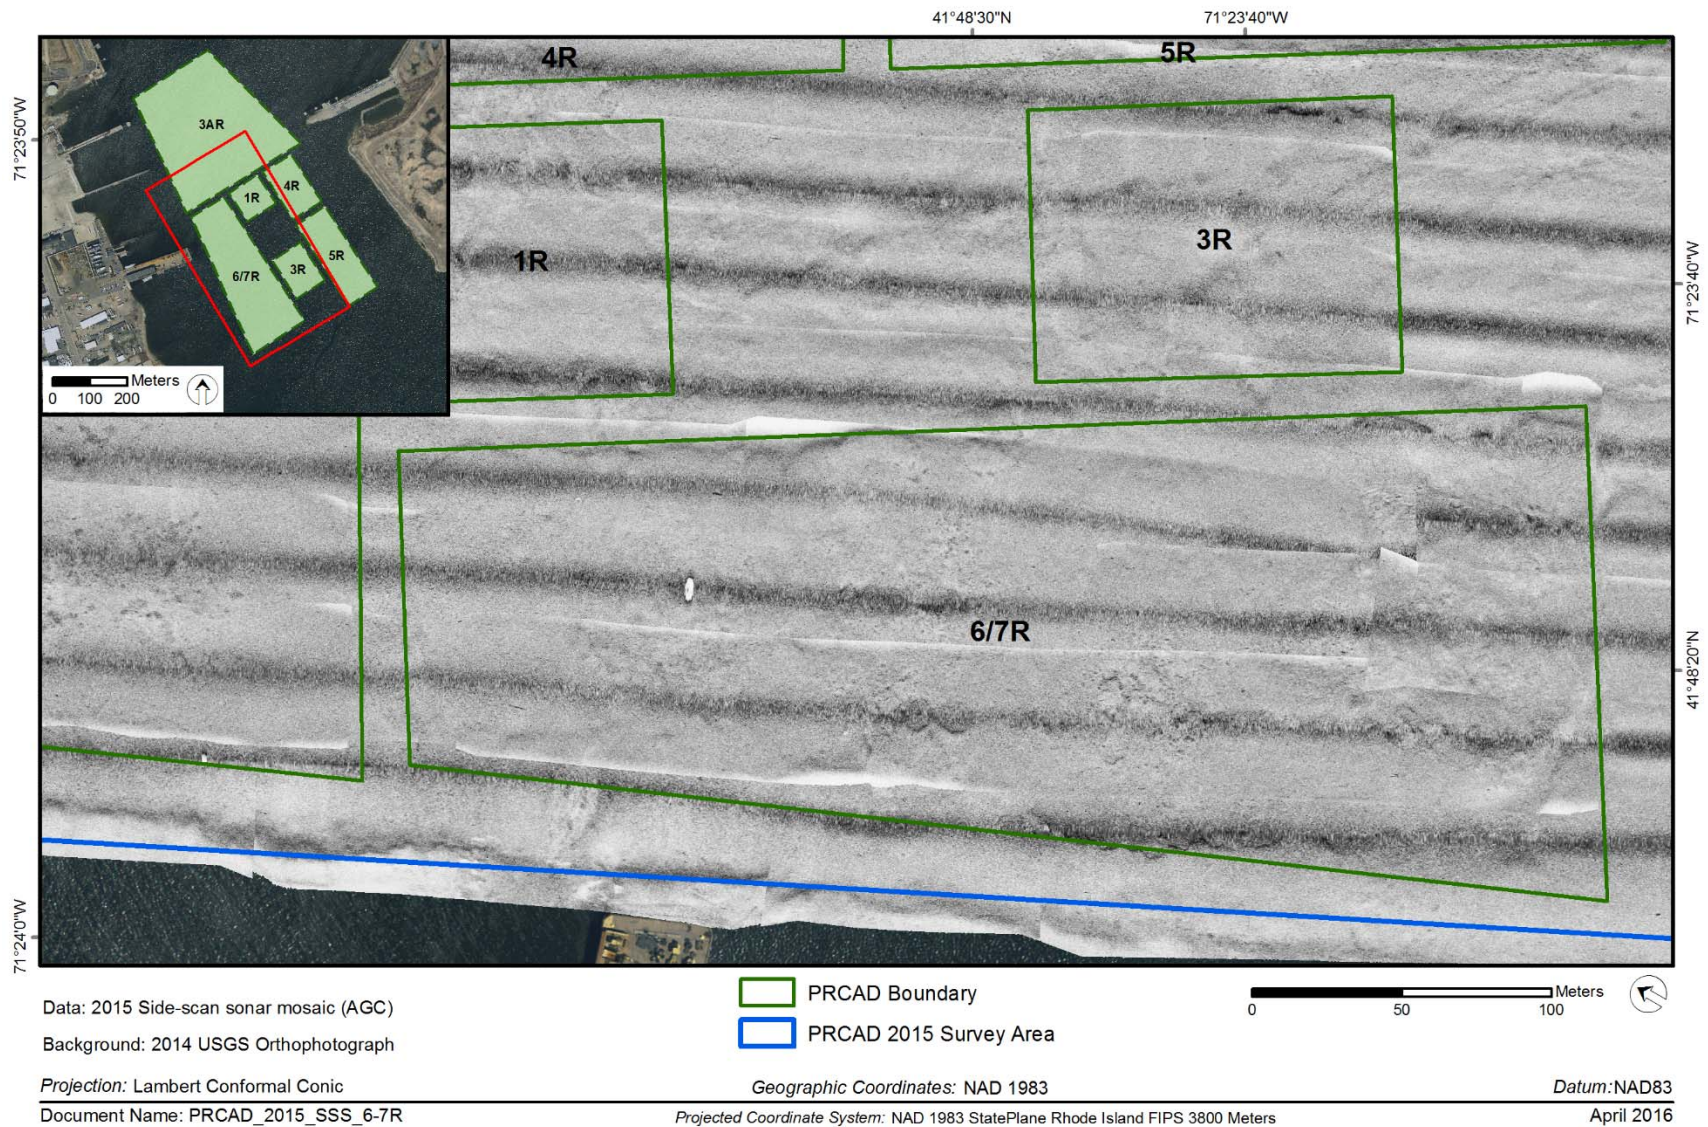 41°48'30"N 71°23'40"W
4R 5R
71°23'50"W
3AR
4R
1R
6/7R 3R 5R
Meters
0 100 200
1R 3R
71°23'40"W
6/7R
41°48'20"N
71°24'0"W
Data: 2015 Side-scan sonar mosaic (AGC)
Background: 2014 USGS Orthophotograph
PRCAD Boundary
PRCAD 2015 Survey Area
Meters
0 50 100
Projection: Lambert Conformal Conic Geographic Coordinates: NAD 1983 Datum:NAD83
Document Name: PRCAD_2015_SSS_6-7R Projected Coordinate System: NAD 1983 StatePlane Rhode Island FIPS 3800 Meters April 2016